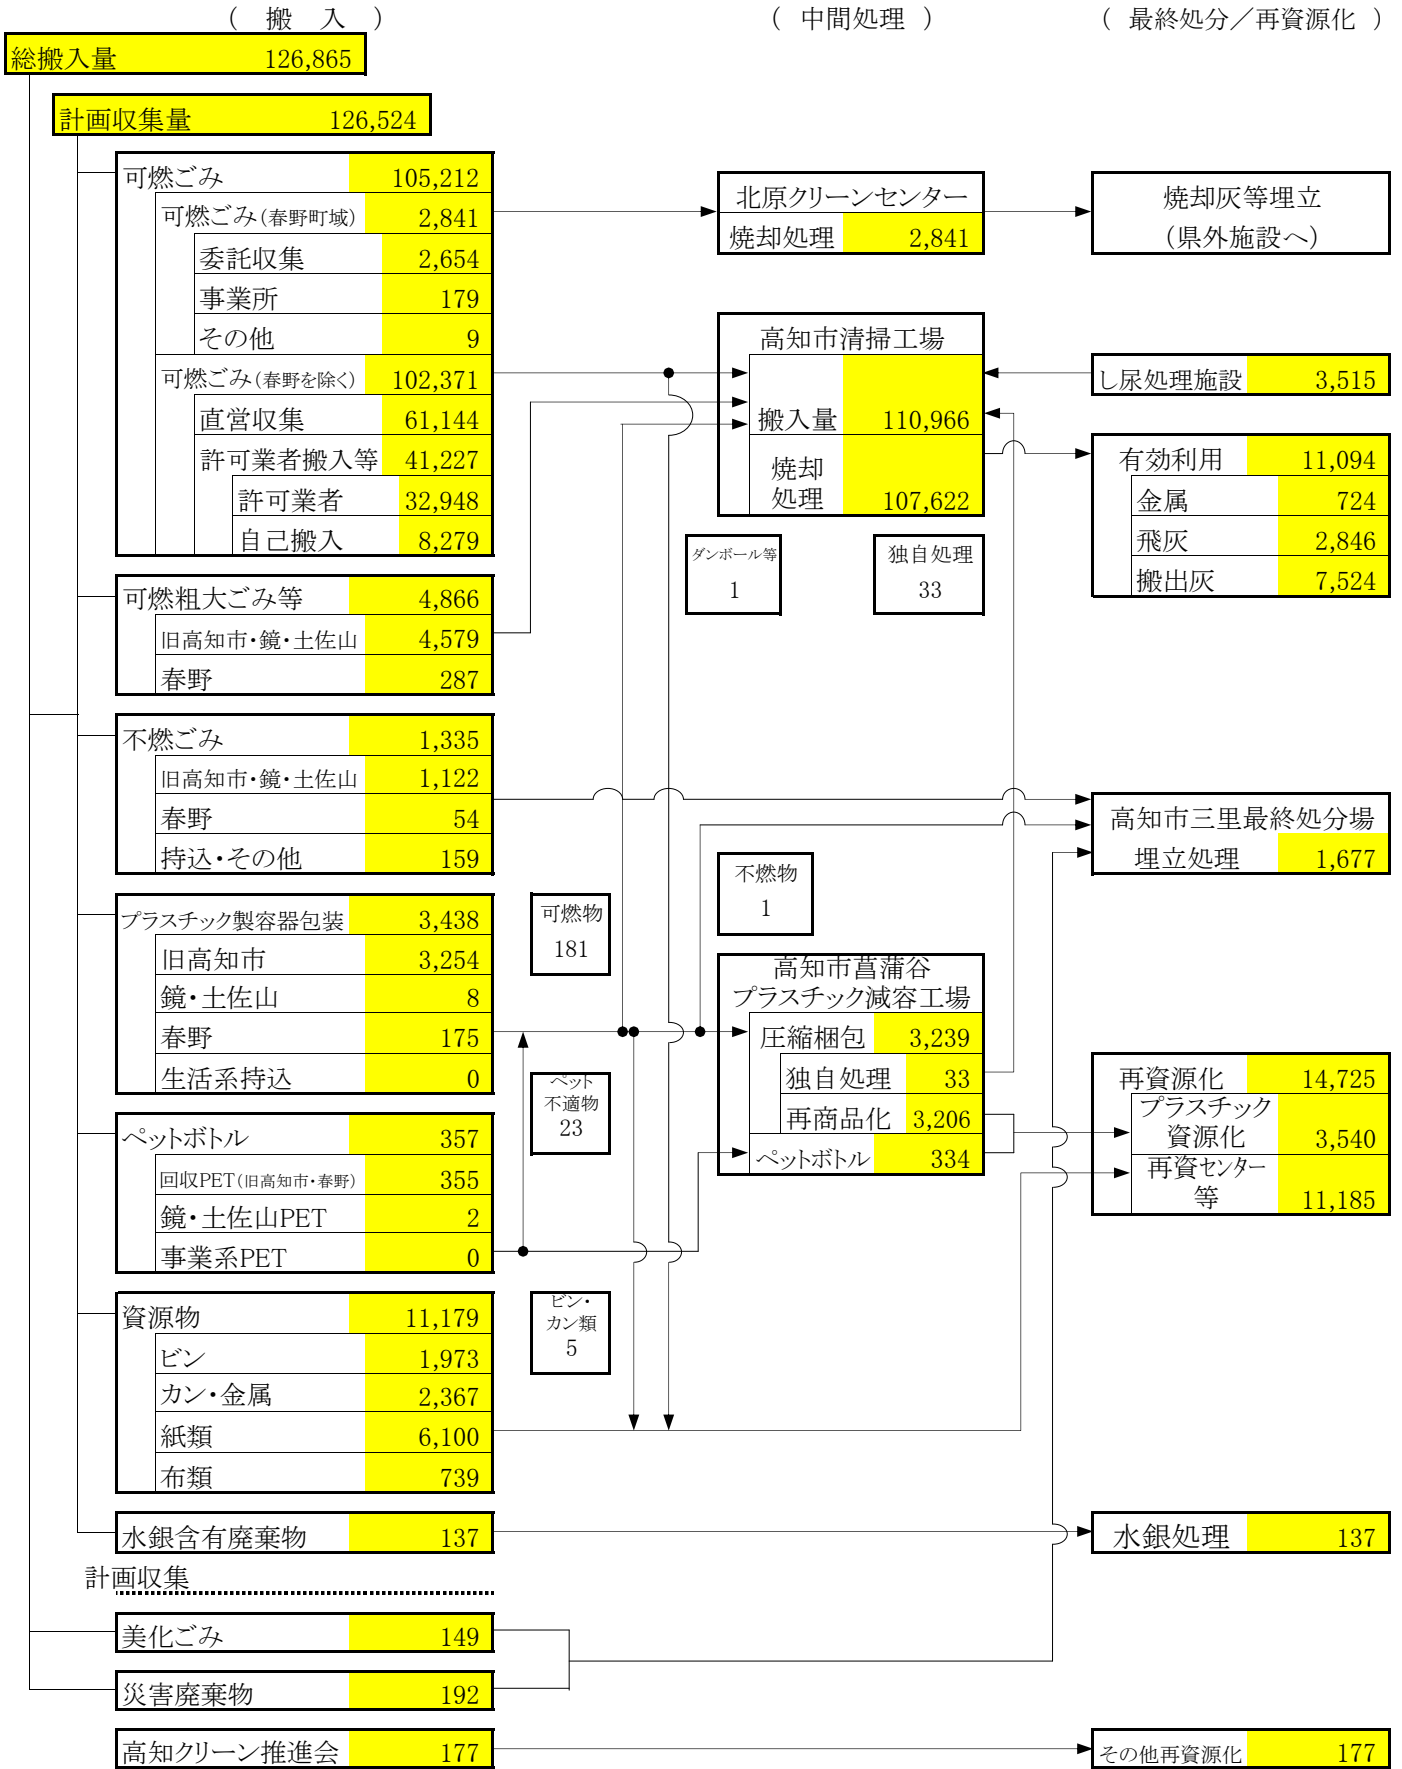 ( 搬 入 )
( 中間処理 )
( 最終処分／再資源化 )
総搬入量 126,865
計画収集量 126,524
可燃ごみ 105,212
可燃ごみ（春野町域） 2,841
委託収集 2,654
事業所 179
その他 9
可燃ごみ（春野を除く） 102,371
直営収集 61,144
許可業者搬入等 41,227
許可業者 32,948
自己搬入 8,279
可燃粗大ごみ等 4,866
旧高知市・鏡・土佐山 4,579
春野 287
不燃ごみ 1,335
旧高知市・鏡・土佐山 1,122
春野 54
持込・その他 159
プラスチック製容器包装 3,438
旧高知市 3,254
鏡・土佐山 8
春野 175
生活系持込 0
ペットボトル 357
回収PET（旧高知市・春野） 355
鏡・土佐山PET 2
事業系PET 0
資源物 11,179
ビン 1,973
カン・金属 2,367
紙類 6,100
布類 739
水銀含有廃棄物 137
計画収集
美化ごみ 149
災害廃棄物 192
高知クリーン推進会 177
可燃物
181
ペット
不適物
23
ビン・
カン類
5
北原クリーンセンター
焼却処理 2,841
高知市清掃工場
搬入量 110,966
焼却
処理 107,622
ダンボール等
1
独自処理
33
不燃物
1
高知市菖蒲谷
プラスチック減容工場
圧縮梱包 3,239
独自処理 33
再商品化 3,206
ペットボトル 334
焼却灰等埋立
（県外施設へ）
し尿処理施設 3,515
有効利用 11,094
金属 724
飛灰 2,846
搬出灰 7,524
高知市三里最終処分場
埋立処理 1,677
再資源化 14,725
プラスチック
資源化 3,540
再資センター
等 11,185
水銀処理 137
その他再資源化 177